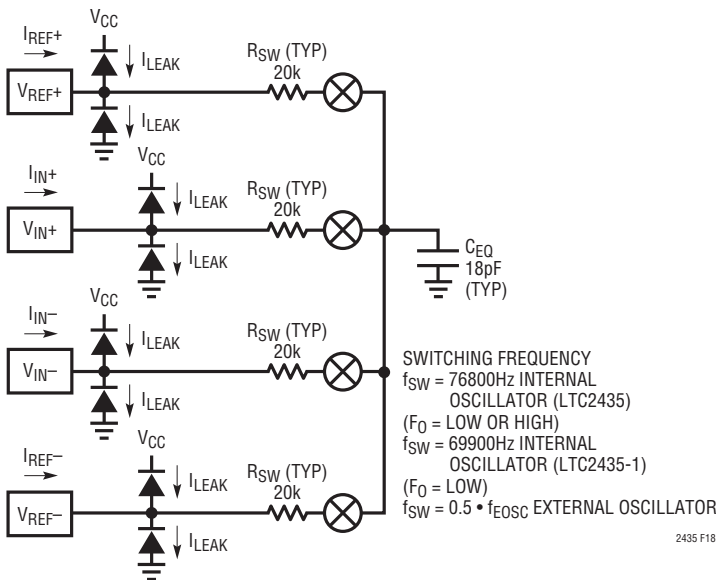 VCC
IREF+
ILEAK
RSW (TYP)
20k
VREF+
ILEAK
VCC
IIN+
ILEAK
RSW (TYP)
20k
VIN+
ILEAK
CEQ
18pF
(TYP)
VCC
IIN–
ILEAK
RSW (TYP)
20k
VIN–
ILEAK
SWITCHING FREQUENCY
fSW = 76800Hz INTERNAL
OSCILLATOR (LTC2435)
(FO = LOW OR HIGH)
fSW = 69900Hz INTERNAL
OSCILLATOR (LTC2435-1)
(FO = LOW)
fSW = 0.5 • fEOSC EXTERNAL OSCILLATOR
VCC
IREF–
ILEAK
RSW (TYP)
20k
VREF–
ILEAK
2435 F18